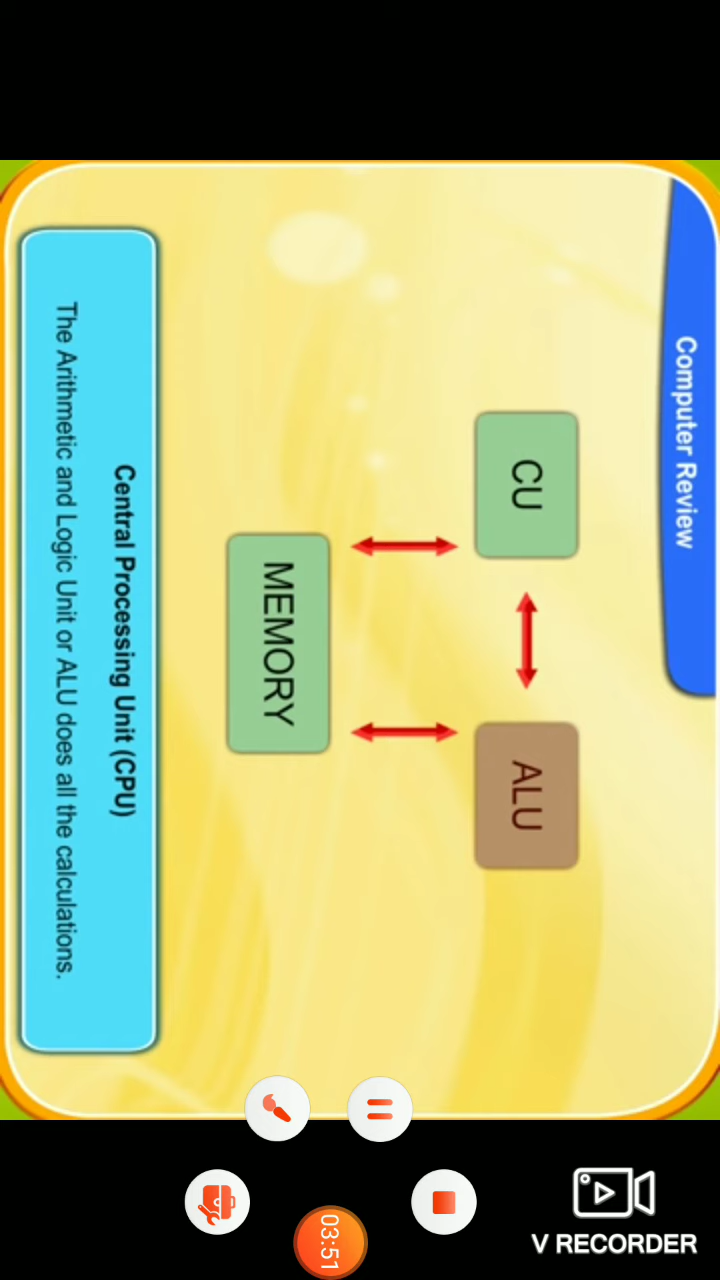 Computer Review
CU
ALU
MEMORY
Central Processing Unit (CPU)
The Arithmetic and Logic Unit or ALU does all the calculations.
03:51
V RECORDER